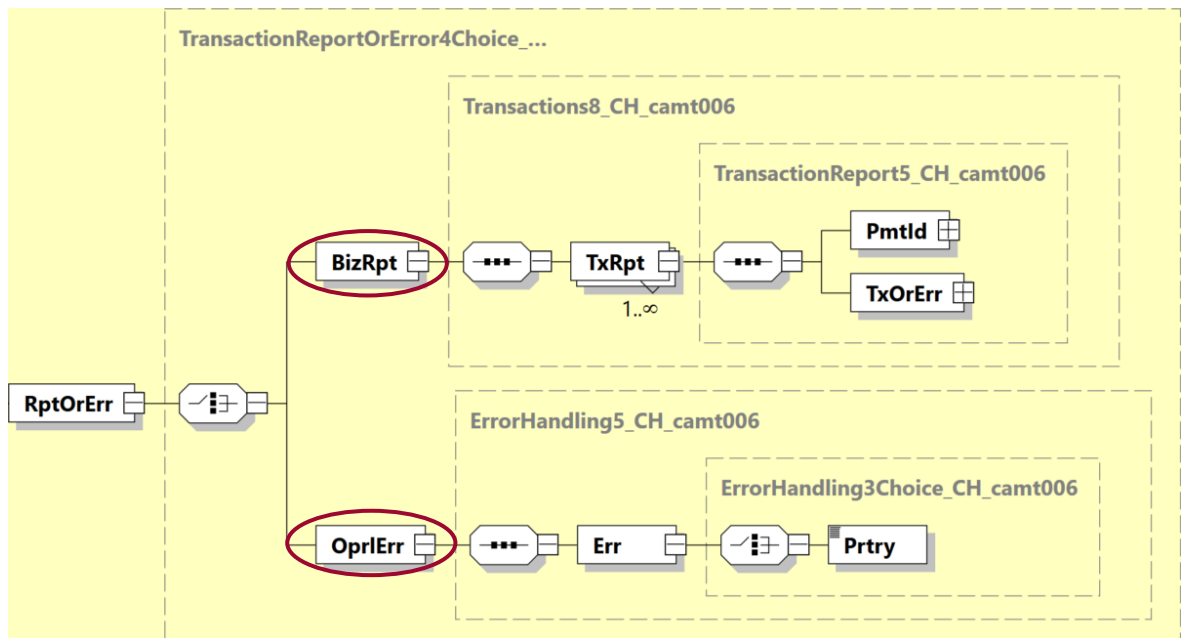 TransactionReportOrError4Choice_...
Transactions8_CH_camt006
TransactionReport5_CH_camt006
PmtId
BizRpt
TxRpt
1..∞
TxOrErr
RptOrErr
ErrorHandling5_CH_camt006
ErrorHandling3Choice_CH_camt006
OprlErr
Err
Prtry